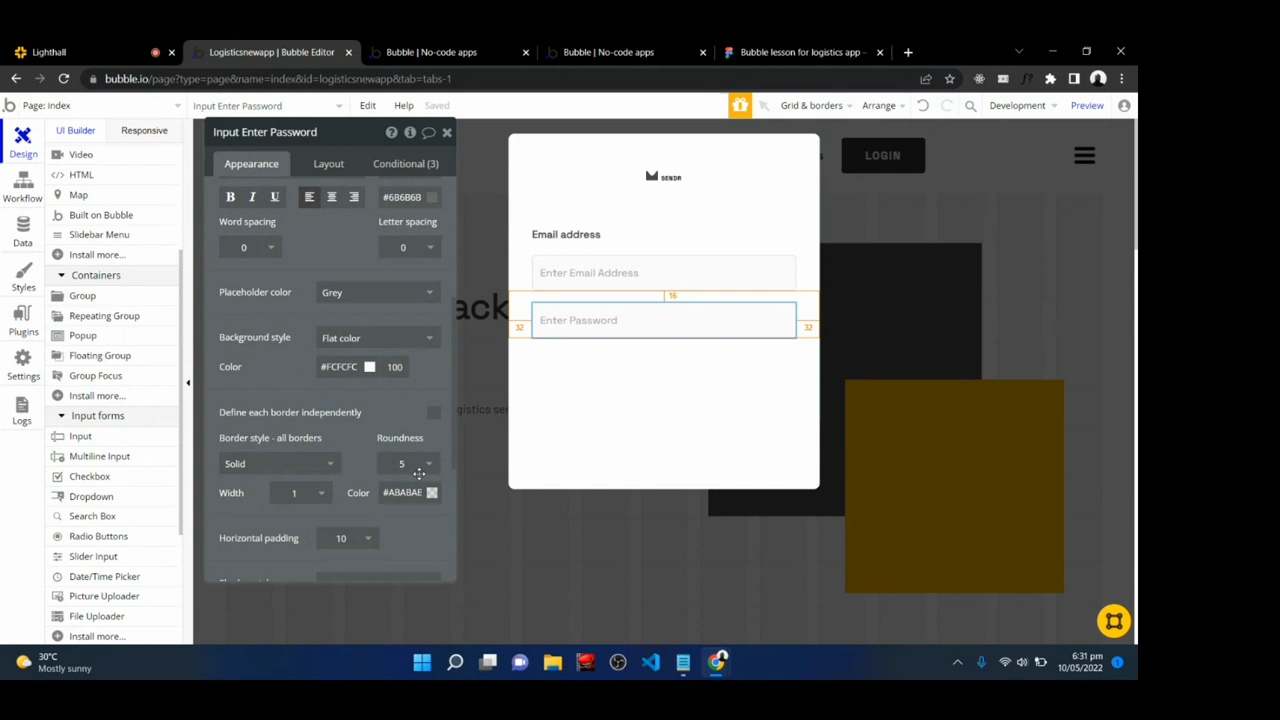 Lighthall
Logisticsnewapp | Bubble Editor
Bubble | No-code apps
Bubble | No-code apps
Bubble lesson for logistics app –
bubble.io/page?type=page&name=index&id=logisticsnewapp&tab=tabs-1
Page: index
Input Enter Password
Edit
Help
Saved
Grid & borders
Arrange
Development
Preview
Design
Workflow
Data
Styles
Plugins
Settings
Logs
UI Builder
Responsive
Video
HTML
Map
Built on Bubble
Slidebar Menu
Install more...
Containers
Group
Repeating Group
Popup
Floating Group
Group Focus
Install more...
Input forms
Input
Multiline Input
Checkbox
Dropdown
Search Box
Radio Buttons
Slider Input
Date/Time Picker
Picture Uploader
File Uploader
Install more...
Input Enter Password
Appearance
Layout
Conditional (3)
B I U
#6B6B6B
Word spacing
Letter spacing
0
0
Placeholder color
Grey
Background style
Flat color
Color
#FCFCFC
100
Define each border independently
Border style - all borders
Roundness
Solid
5
Width
1
Color
#ABABAB
Horizontal padding
10
SENDR
Email address
Enter Email Address
16
Enter Password
32
32
LOGIN
ack
gistics ser
30°C
Mostly sunny
6:31 pm
10/05/2022
1